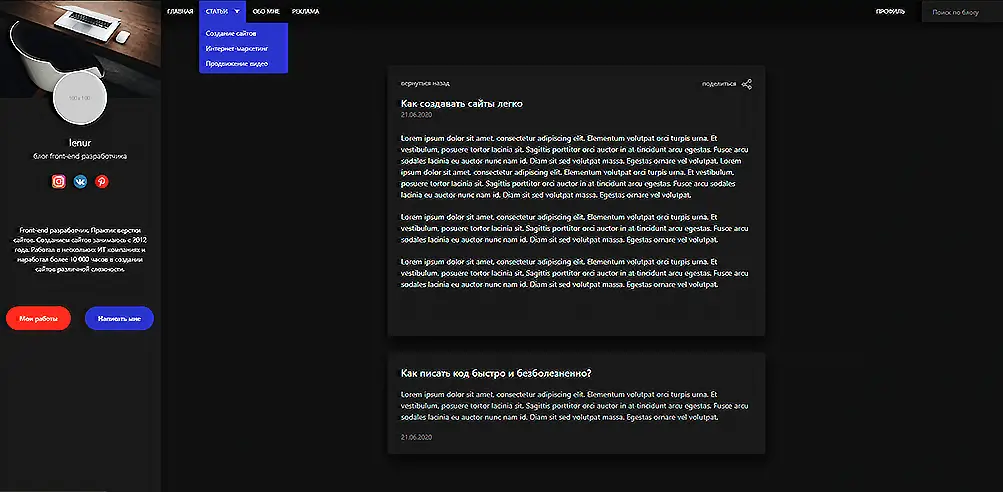 ГЛАВНАЯ СТАТЬИ ОБО МНЕ РЕКЛАМА ПРОФИЛЬ Поиск по блогу
Создание сайтов
Интернет-маркетинг
Продвижение видео
100 x 100
lenur
блог front-end разработчика
Front-end разработчик. Практик верстки
сайтов. Созданием сайтов занимаюсь с 2012
года. Работал в нескольких ИТ компаниях и
наработал более 10 000 часов в создании
сайтов различной сложности.
Мои работы Написать мне
вернуться назад поделиться
Как создавать сайты легко
21.06.2020
Lorem ipsum dolor sit amet, consectetur adipiscing elit. Elementum volutpat orci turpis urna. Et
vestibulum, posuere tortor lacinia sit. Sagittis porttitor orci auctor in at tincidunt arcu egestas. Fusce arcu
sodales lacinia eu auctor nunc nam id. Diam sit sed volutpat massa. Egestas ornare vel volutpat. Lorem
ipsum dolor sit amet, consectetur adipiscing elit. Elementum volutpat orci turpis urna. Et vestibulum,
posuere tortor lacinia sit. Sagittis porttitor orci auctor in at tincidunt arcu egestas. Fusce arcu sodales
lacinia eu auctor nunc nam id. Diam sit sed volutpat massa. Egestas ornare vel volutpat.
Lorem ipsum dolor sit amet, consectetur adipiscing elit. Elementum volutpat orci turpis urna. Et
vestibulum, posuere tortor lacinia sit. Sagittis porttitor orci auctor in at tincidunt arcu egestas. Fusce arcu
sodales lacinia eu auctor nunc nam id. Diam sit sed volutpat massa. Egestas ornare vel volutpat.
Lorem ipsum dolor sit amet, consectetur adipiscing elit. Elementum volutpat orci turpis urna. Et
vestibulum, posuere tortor lacinia sit. Sagittis porttitor orci auctor in at tincidunt arcu egestas. Fusce arcu
sodales lacinia eu auctor nunc nam id. Diam sit sed volutpat massa. Egestas ornare vel volutpat.
Как писать код быстро и безболезненно?
Lorem ipsum dolor sit amet, consectetur adipiscing elit. Elementum volutpat orci turpis urna. Et
vestibulum, posuere tortor lacinia sit. Sagittis porttitor orci auctor in at tincidunt arcu egestas. Fusce arcu
sodales lacinia eu auctor nunc nam id. Diam sit sed volutpat massa. Egestas ornare vel volutpat.
21.06.2020